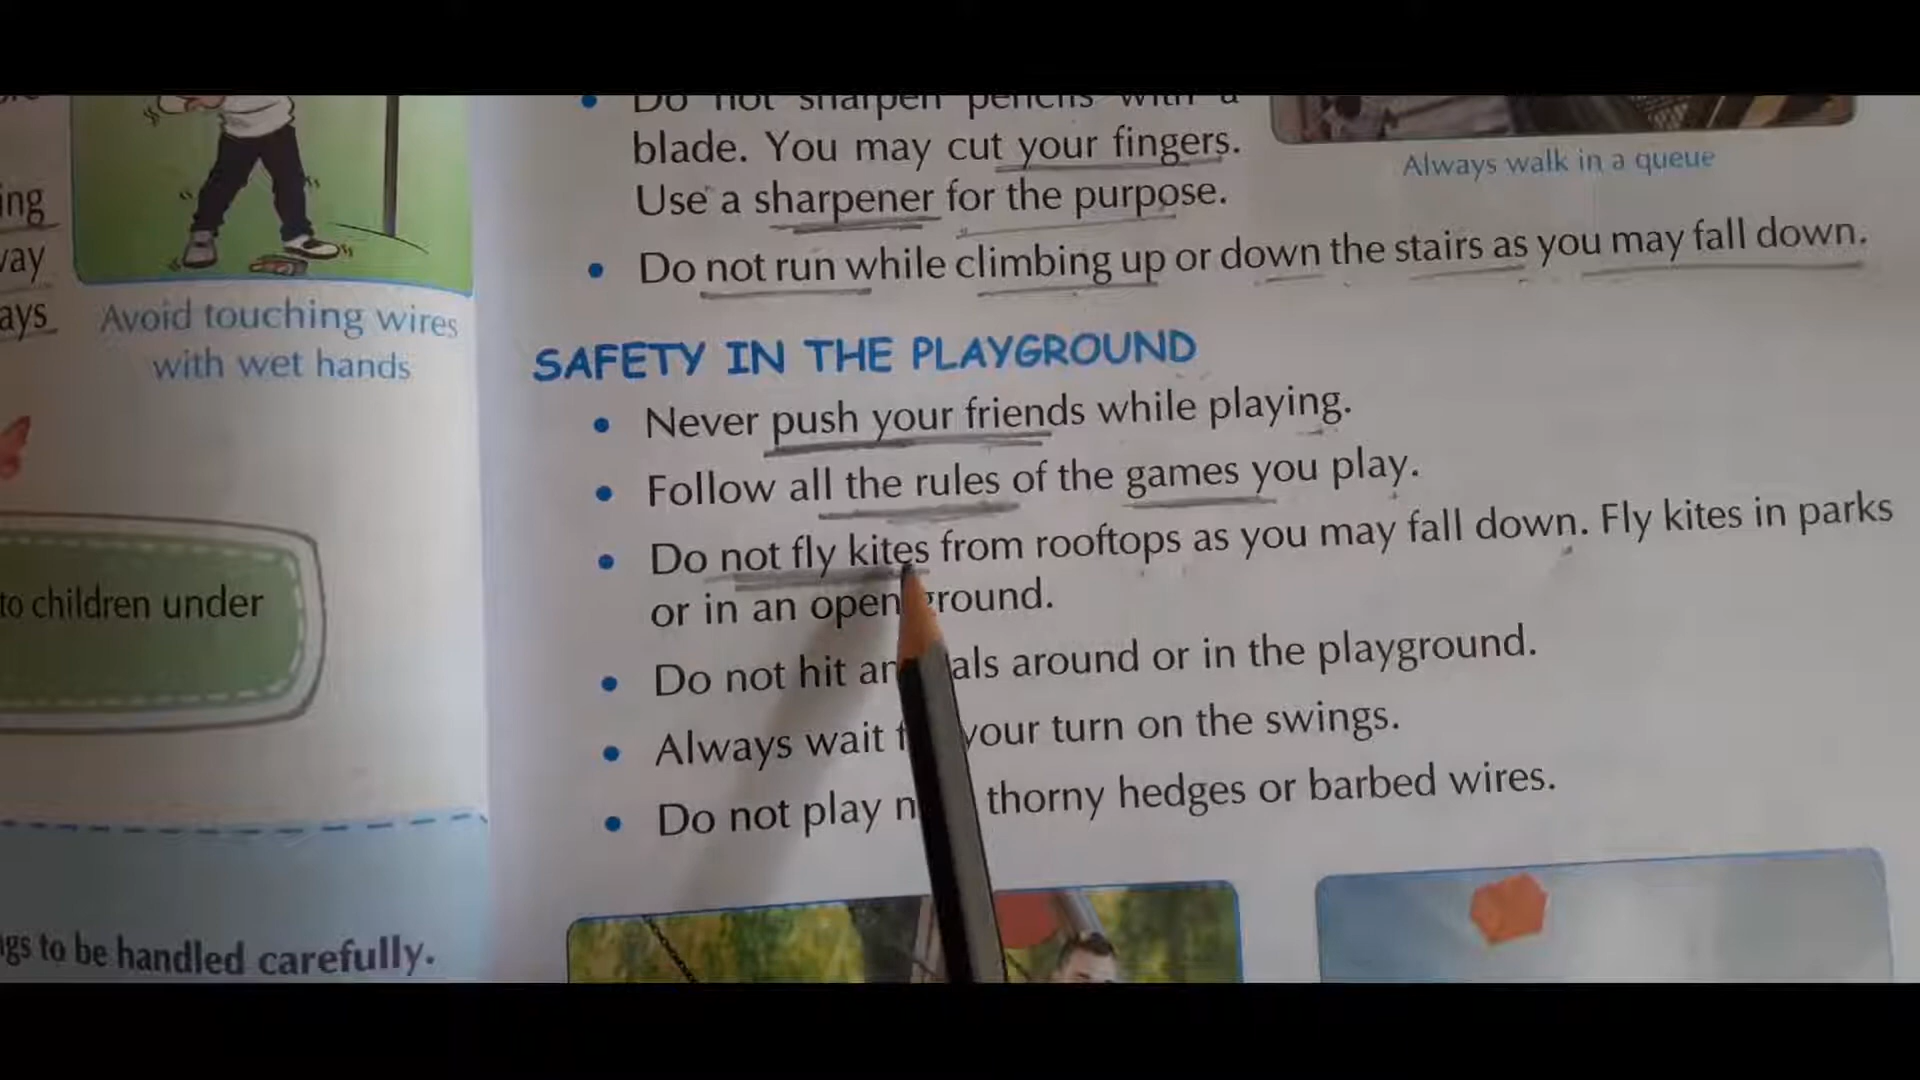 ing
way
ays
Avoid touching wires
with wet hands
to children under
gs to be handled carefully.
Do not sharpen pencils with a
blade. You may cut your fingers.
Use a sharpener for the purpose.
Always walk in a queue
• Do not run while climbing up or down the stairs as you may fall down.
SAFETY IN THE PLAYGROUND
• Never push your friends while playing.
• Follow all the rules of the games you play.
• Do not fly kites from rooftops as you may fall down. Fly kites in parks
or in an open ground.
• Do not hit animals around or in the playground.
• Always wait for your turn on the swings.
• Do not play near thorny hedges or barbed wires.